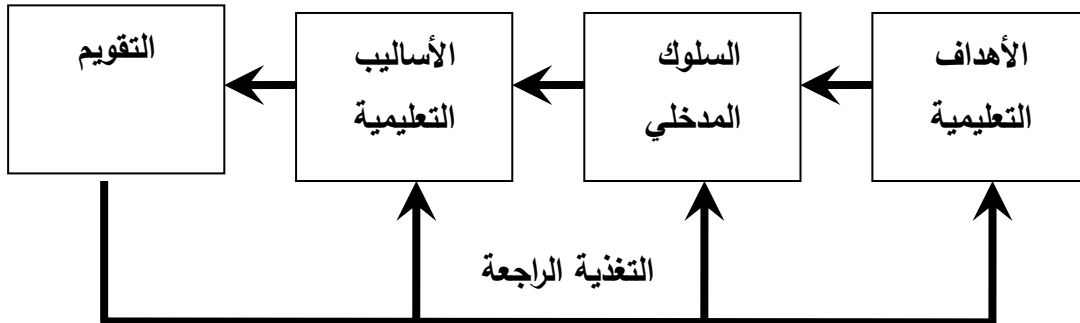 الأهداف
التعليمية
السلوك
المدخلي
الأساليب
التعليمية
التقويم
التغذية الراجعة